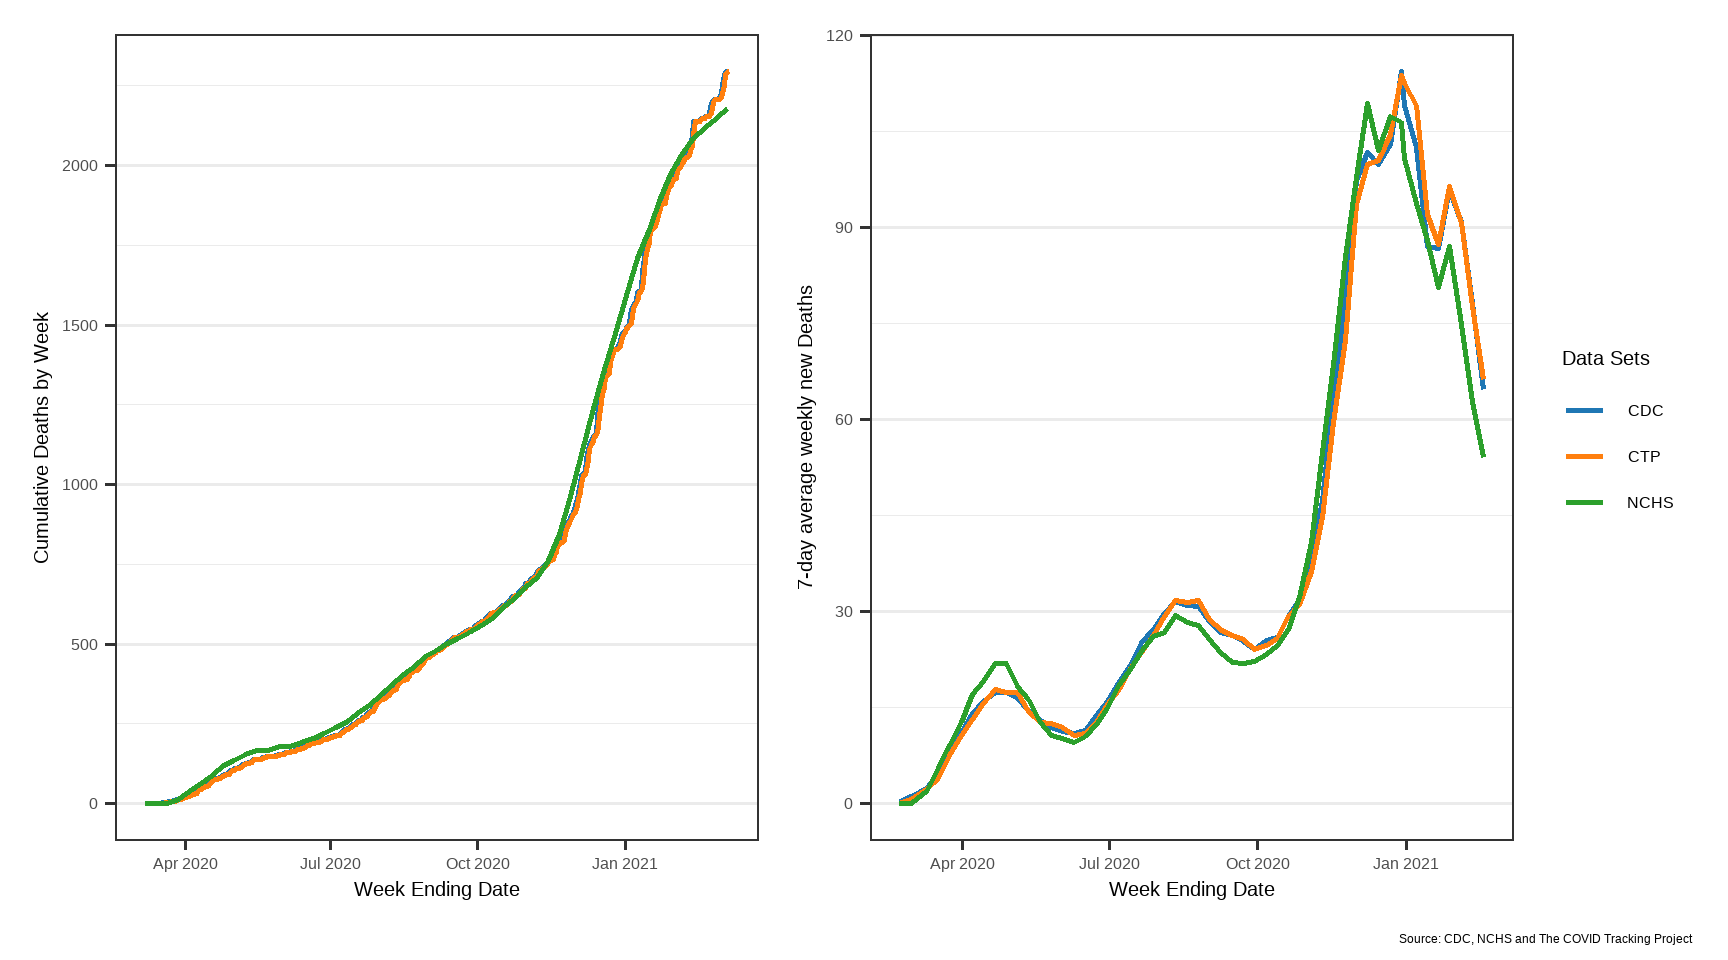 Cumulative Deaths by Week
2000
1500
1000
500
0
Apr 2020
Jul 2020
Oct 2020
Jan 2021
Week Ending Date
7-day average weekly new Deaths
120
90
60
30
0
Apr 2020
Jul 2020
Oct 2020
Jan 2021
Week Ending Date
Data Sets
CDC
CTP
NCHS
Source: CDC, NCHS and The COVID Tracking Project